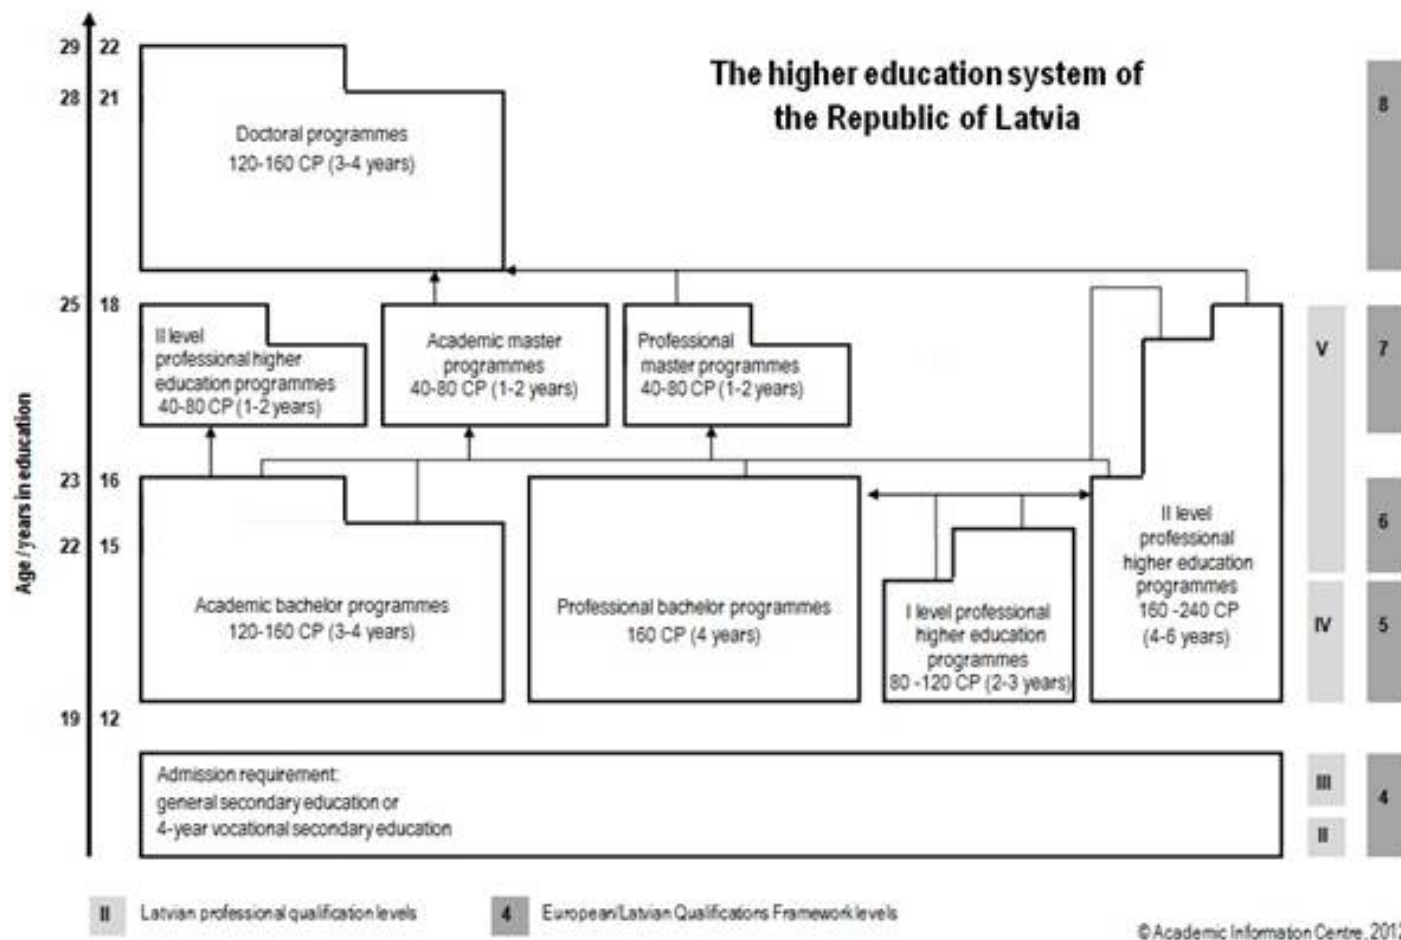 The higher education system of
the Republic of Latvia
29 22
28 21
Doctoral programmes
120-160 CP (3-4 years)
8
25 18
II level
professional higher
education programmes
40-80 CP (1-2 years)
Academic master
programmes
40-80 CP (1-2 years)
Professional
master programmes
40-80 CP (1-2 years)
V
7
Age / years in education
23 16
22 15
Academic bachelor programmes
120-160 CP (3-4 years)
Professional bachelor programmes
160 CP (4 years)
I level professional
higher education
programmes
80 -120 CP (2-3 years)
II level
professional
higher education
programmes
160 -240 CP
(4-6 years)
6
IV
5
19 12
Admission requirement:
general secondary education or
4-year vocational secondary education
III
II
4
II Latvian professional qualification levels
4 European/Latvian Qualifications Framework levels
© Academic Information Centre, 2012